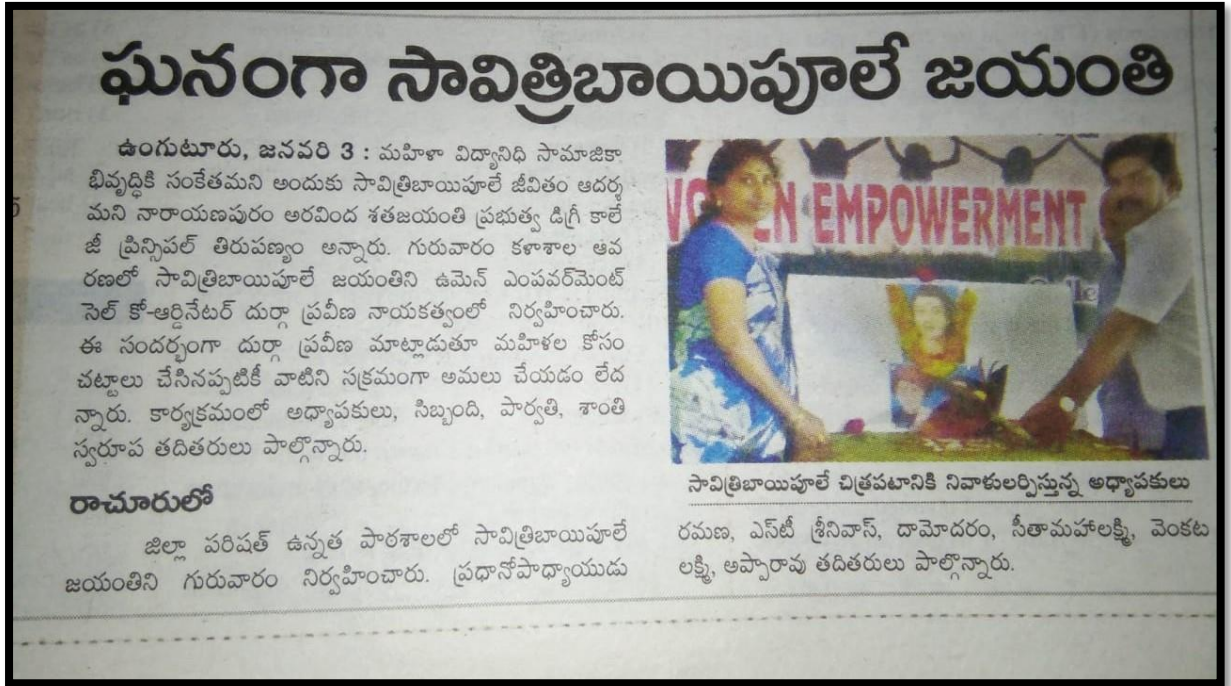 ఘనంగా సావిత్రిబాయిపూలే జయంతి
ఉంగుటూరు, జనవరి 3 : మహిళా విద్యానిధి సామాజికా
భివృద్ధికి సంకేతమని అందుకు సావిత్రిబాయిపూలే జీవితం ఆదర్శ
మని నారాయణపురం అరవింద శతజయంతి ప్రభుత్వ డిగ్రీ కాలే
జీ ప్రిన్సిపల్ తిరుపణ్యం అన్నారు. గురువారం కళాశాల ఆవ
రణలో సావిత్రిబాయిపూలే జయంతిని ఉమెన్ ఎంపవర్‌మెంట్
సెల్ కో-ఆర్డినేటర్ దుర్గా ప్రవీణ నాయకత్వంలో నిర్వహించారు.
ఈ సందర్భంగా దుర్గా ప్రవీణ మాట్లాడుతూ మహిళల కోసం
చట్టాలు చేసినప్పటికీ వాటిని సక్రమంగా అమలు చేయడం లేద
న్నారు. కార్యక్రమంలో అధ్యాపకులు, సిబ్బంది, పార్వతి, శాంతి
స్వరూప తదితరులు పాల్గొన్నారు.
రాచూరులో
జిల్లా పరిషత్ ఉన్నత పాఠశాలలో సావిత్రిబాయిపూలే
జయంతిని గురువారం నిర్వహించారు. ప్రధానోపాధ్యాయుడు
EMPOWERMENT
సావిత్రిబాయిపూలే చిత్రపటానికి నివాళులర్పిస్తున్న అధ్యాపకులు
రమణ, ఎస్‌టీ శ్రీనివాస్, దామోదరం, సీతామహాలక్ష్మి, వెంకట
లక్ష్మి, అప్పారావు తదితరులు పాల్గొన్నారు.